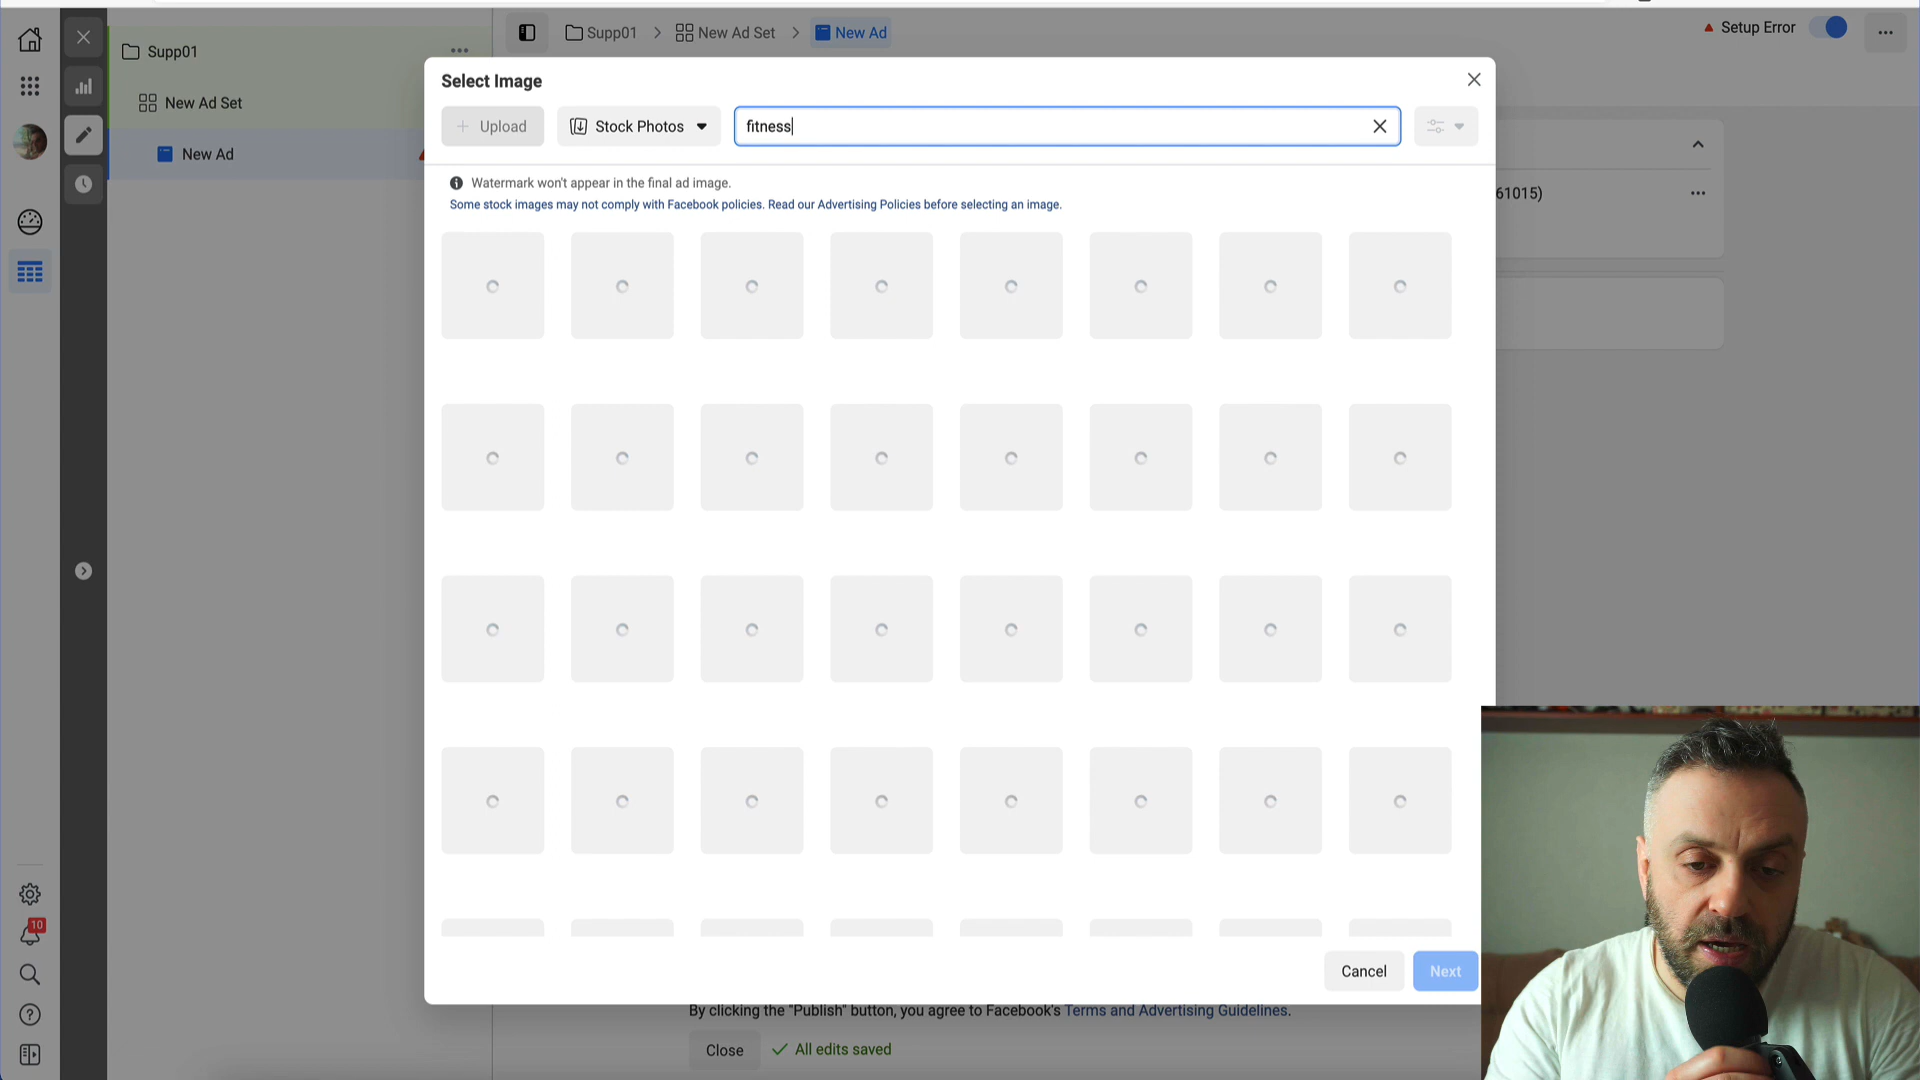 Supp01
New Ad Set
New Ad
Supp01
New Ad Set
New Ad
Setup Error
Select Image
Upload
Stock Photos
fitness
Watermark won't appear in the final ad image.
Some stock images may not comply with Facebook policies. Read our Advertising Policies before selecting an image.
61015)
Cancel
Next
By clicking the "Publish" button, you agree to Facebook's Terms and Advertising Guidelines.
Close
All edits saved
10